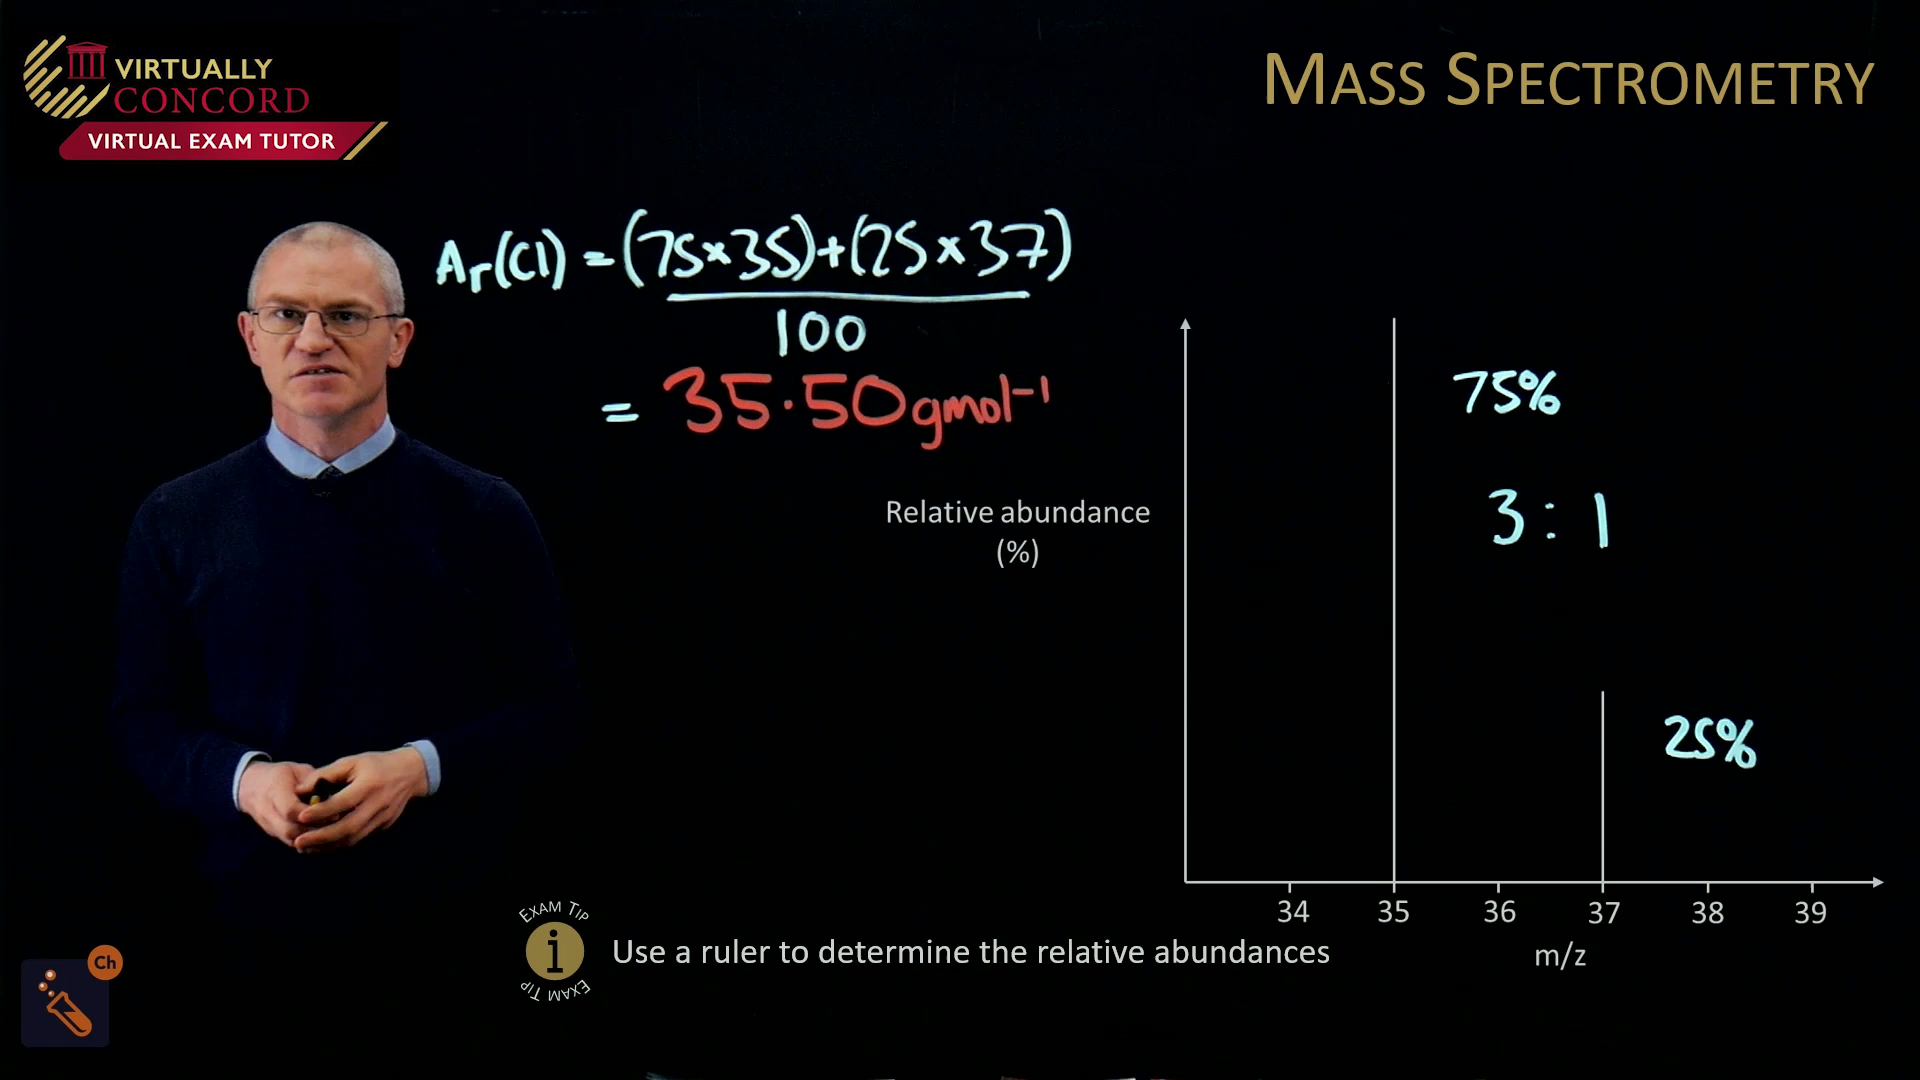 VIRTUALLY
CONCORD
VIRTUAL EXAM TUTOR
MASS SPECTROMETRY
Ar(Cl) = (75×35)+(25×37)
100
= 35·50gmol⁻¹
75%
Relative abundance
(%)
3 : 1
25%
34 35 36 37 38 39
m/z
EXAM TIP
i
EXAM TIP
Use a ruler to determine the relative abundances
Ch